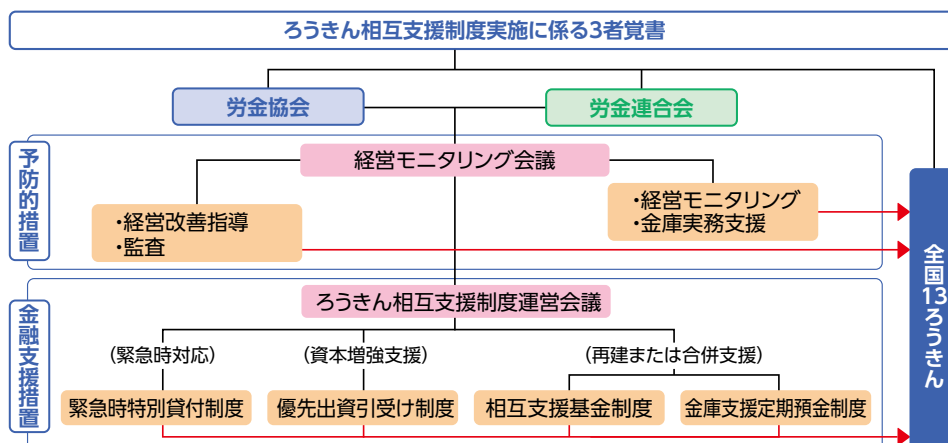 ろうきん相互支援制度実施に係る3者覚書
労金協会
労金連合会
予防的措置
経営モニタリング会議
・経営改善指導
・監査
・経営モニタリング
・金庫実務支援
全国13ろうきん
金融支援措置
ろうきん相互支援制度運営会議
(緊急時対応)
(資本増強支援)
(再建または合併支援)
緊急時特別貸付制度
優先出資引受け制度
相互支援基金制度
金庫支援定期預金制度